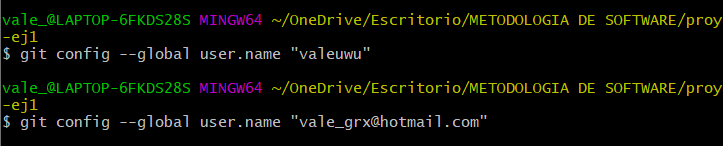 vale_@LAPTOP-6FKDS28S MINGW64 ~/OneDrive/Escritorio/METODOLOGIA DE SOFTWARE/proy
-ej1
$ git config --global user.name "valeuwu"
vale_@LAPTOP-6FKDS28S MINGW64 ~/OneDrive/Escritorio/METODOLOGIA DE SOFTWARE/proy
-ej1
$ git config --global user.name "vale_grx@hotmail.com"